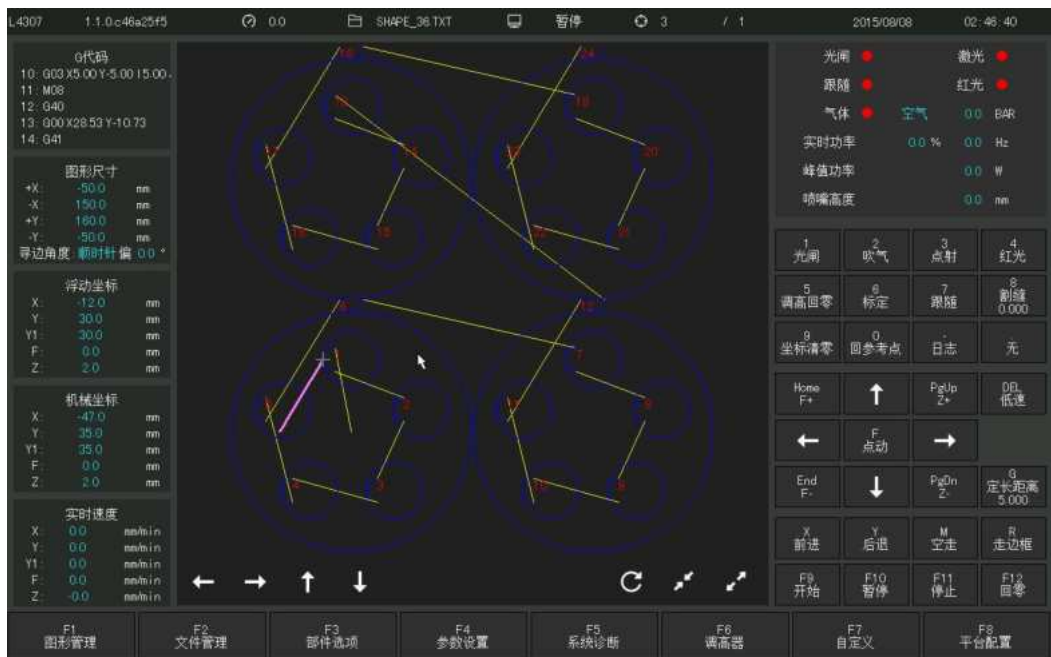 L4307 1.1.0.c46a25f5 0.0 SHAPE_36.TXT 暂停 3 / 1 2015/08/08 02:46:40
G代码
10: G03 X5.00 Y-5.00 I5.00
11: M08
12: G40
13: G00 X28.53 Y-10.73
14: G41
图形尺寸
+X: -50.0 mm
-X: 150.0 mm
+Y: 160.0 mm
-Y: -50.0 mm
寻边角度: 顺时针 偏 0.0 °
浮动坐标
X: -12.0 mm
Y: 30.0 mm
Y1: 30.0 mm
F: 0.0 mm
Z: 2.0 mm
机械坐标
X: -47.0 mm
Y: 35.0 mm
Y1: 35.0 mm
F: 0.0 mm
Z: 2.0 mm
实时速度
X: 0.0 mm/min
Y: 0.0 mm/min
Y1: 0.0 mm/min
F: 0.0 mm/min
Z: -0.0 mm/min
24
19
20
22
21
15
6
12
7
2
9
4
3
10
8
光闸 激光
跟随 红光
气体 空气 0.0 BAR
实时功率 0.0 % 0.0 Hz
峰值功率 0.0 W
喷嘴高度 0.0 mm
1 2 3 4
光闸 吹气 点射 红光
5 6 7 8
调高回零 标定 跟随 割缝
0.000
9 0 .
坐标清零 回参考点 日志 无
Home PgUp DEL
F+ ↑ Z+ 低速
F
← 点动 →
End PgDn G
F- ↓ Z- 定长距离
5.000
X Y M R
前进 后退 空走 走边框
F9 F10 F11 F12
开始 暂停 停止 回零
F1 F2 F3 F4 F5 F6 F7 F8
图形管理 文件管理 部件选项 参数设置 系统诊断 调高器 自定义 平台配置